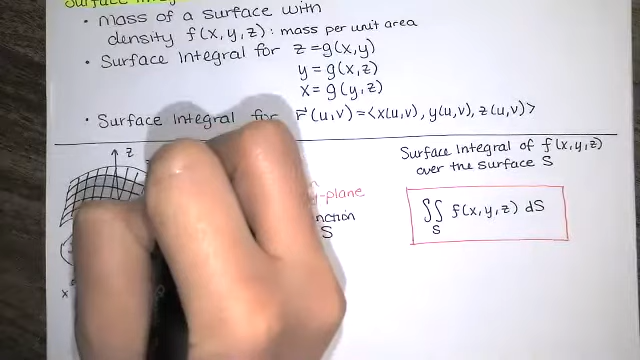 Surface
• mass of a surface with
density f(x,y,z): mass per unit area
• Surface Integral for z=g(x,y)
y=g(x,z)
x=g(y,z)
• Surface Integral for r⃗(u,v)=<x(u,v), y(u,v), z(u,v)>
z
x
y-plane
S
Surface Integral of f(x,y,z)
over the surface S
∬ f(x,y,z) dS
S